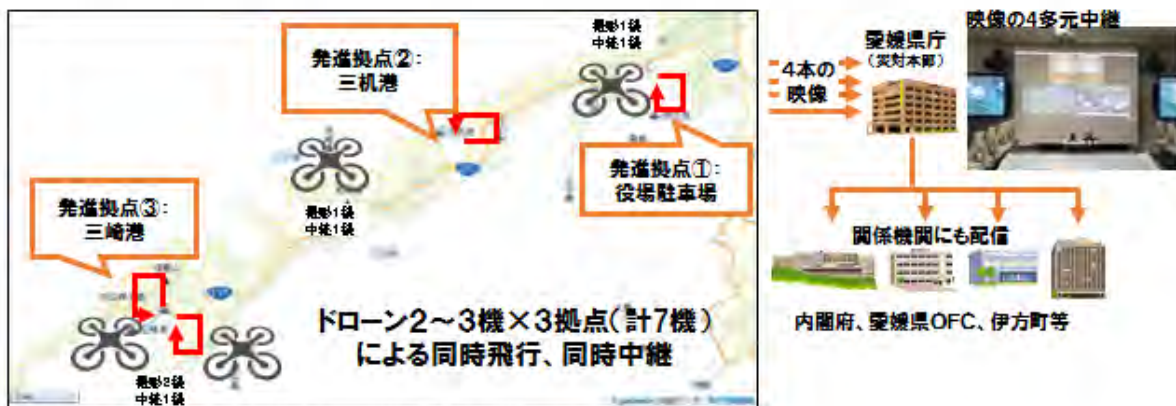 撮影1機
中継1機
発進拠点②:
三机港
発進拠点①:
役場駐車場
撮影1機
中継1機
発進拠点③:
三崎港
撮影2機
中継1機
ドローン2～3機×3拠点(計7機)
による同時飛行、同時中継
映像の4多元中継
愛媛県庁
(災対本部)
4本の
映像
関係機関にも配信
内閣府、愛媛県OFC、伊方町等